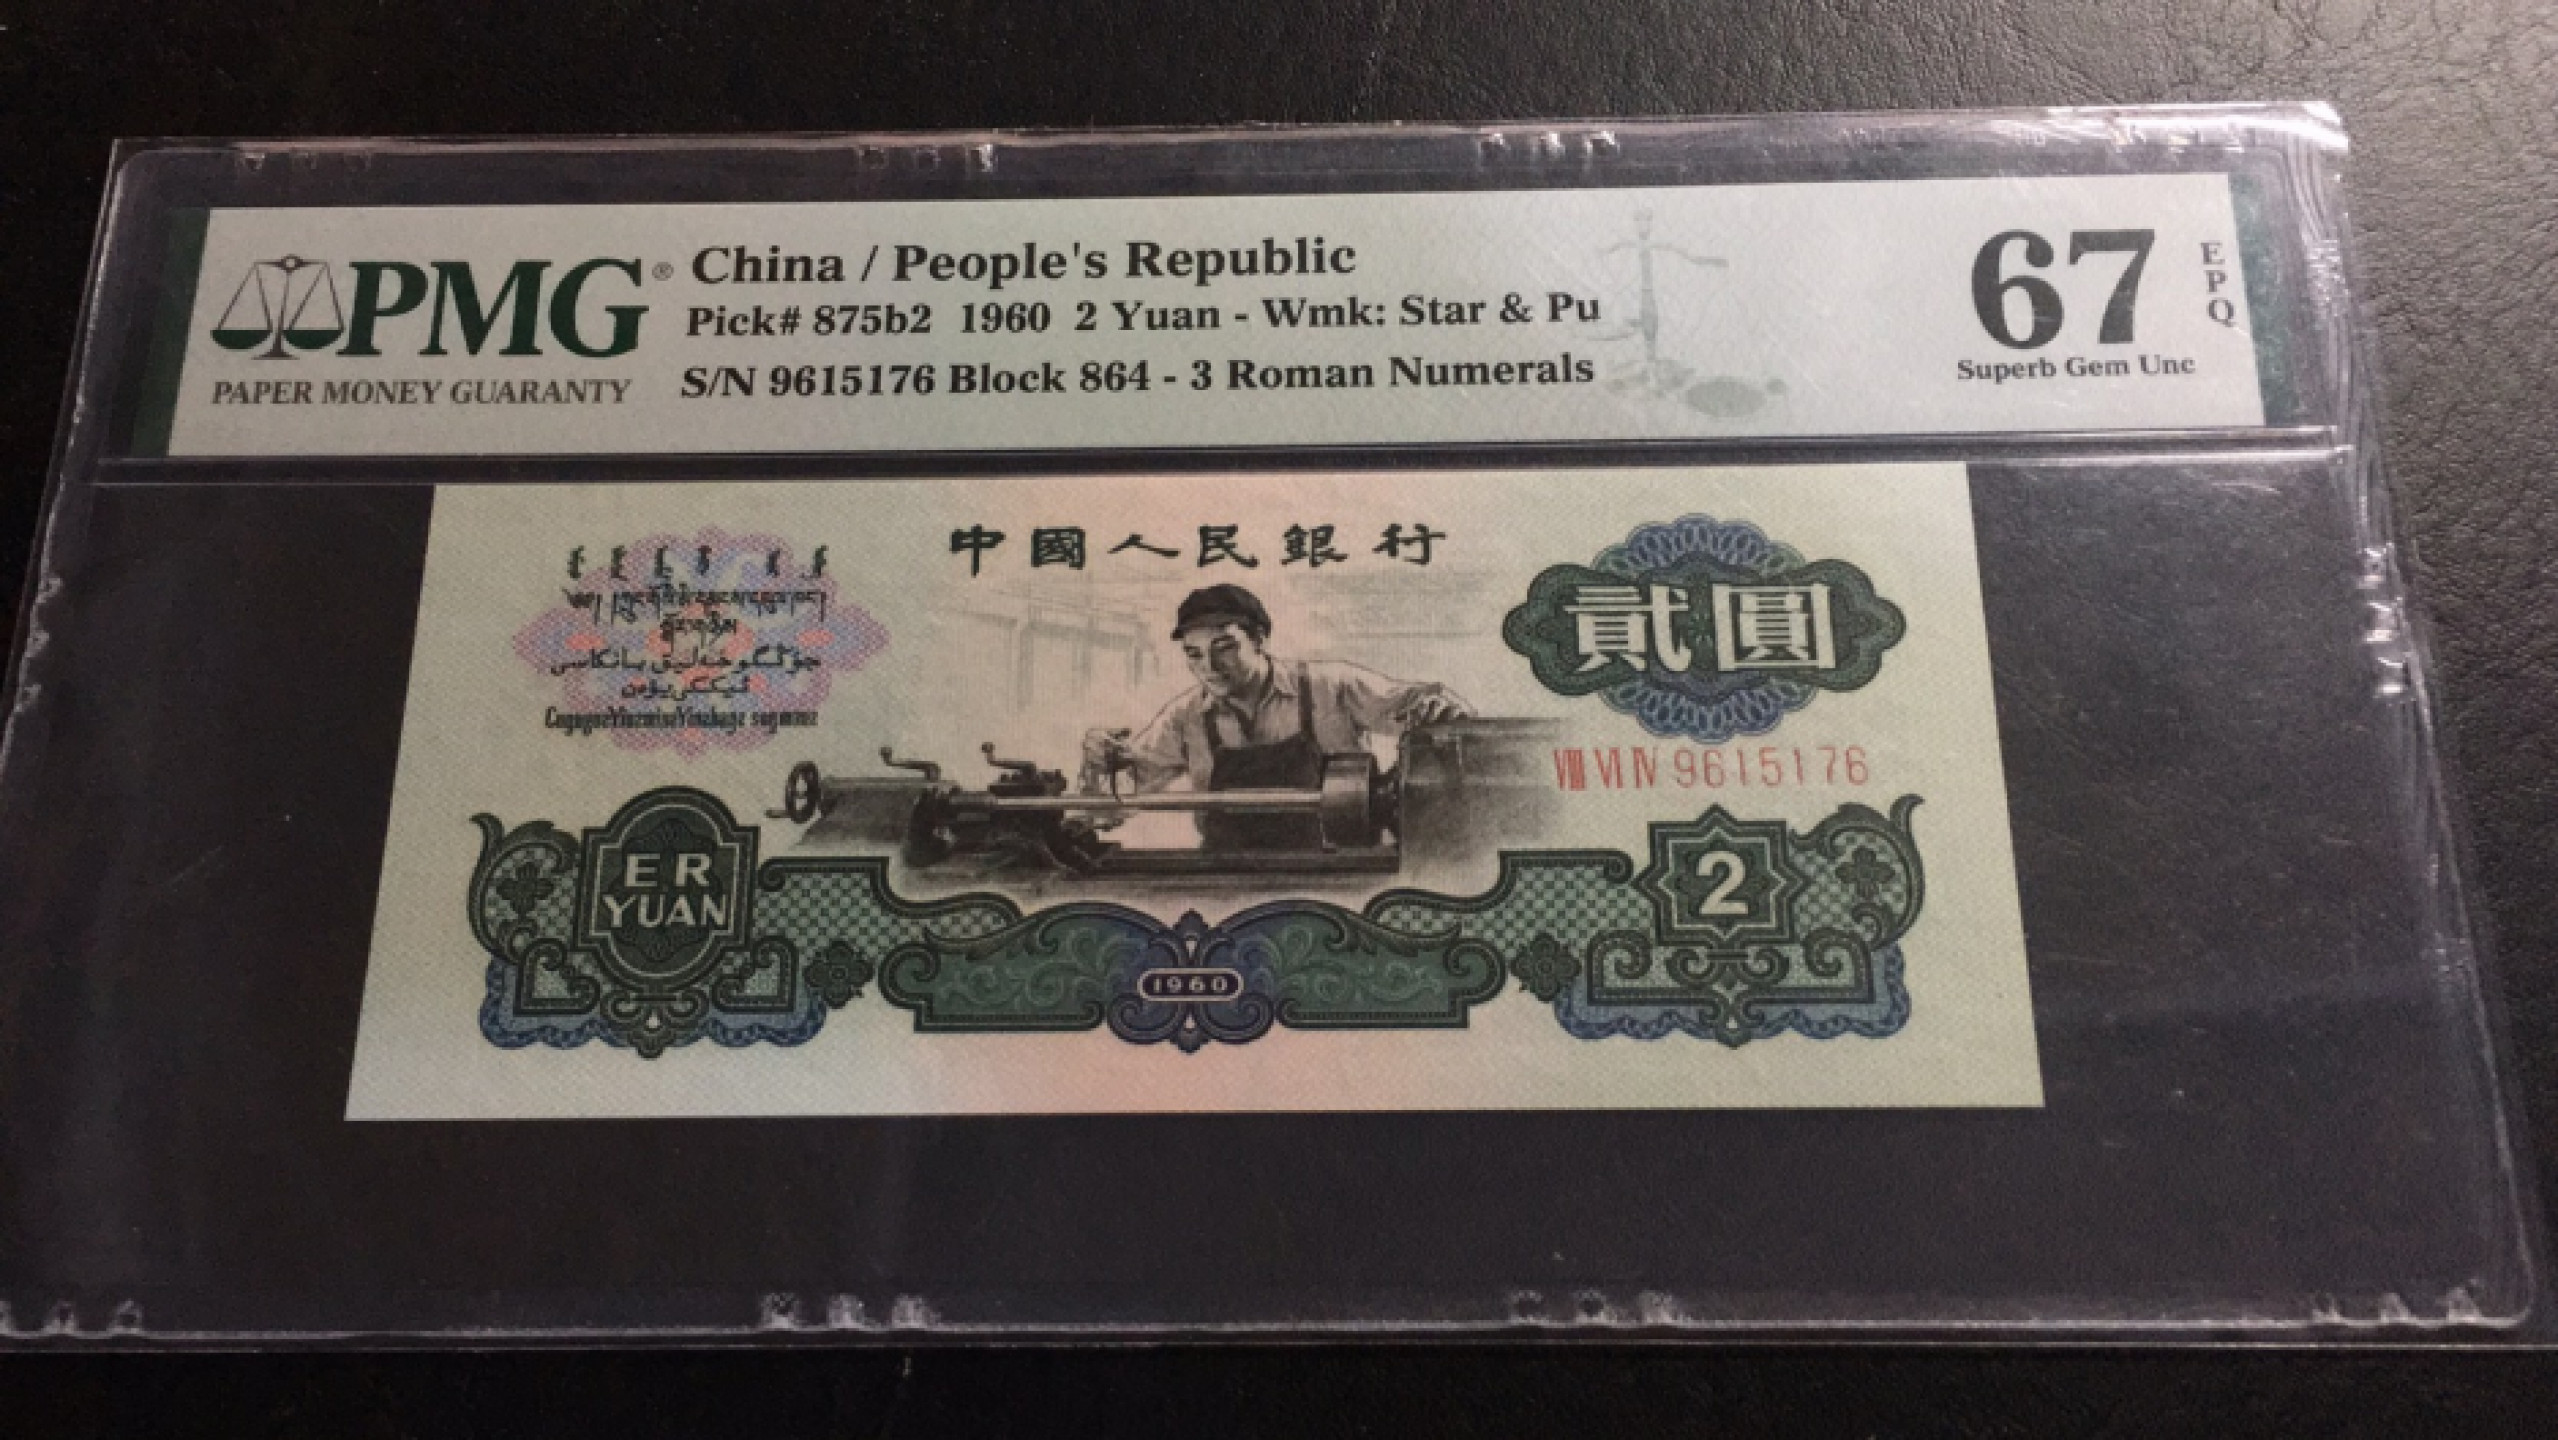 PMG®
PAPER MONEY GUARANTY
China / People's Republic
Pick# 875b2 1960 2 Yuan - Wmk: Star & Pu
S/N 9615176 Block 864 - 3 Roman Numerals
67
EPQ
Superb Gem Unc
中國人民銀行
貳圓
VIII VI IV 9615176
ER
YUAN
1960
2